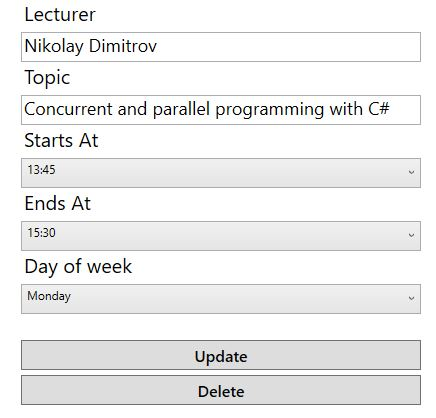 Lecturer
Nikolay Dimitrov
Topic
Concurrent and parallel programming with C#
Starts At
13:45
Ends At
15:30
Day of week
Monday
Update
Delete